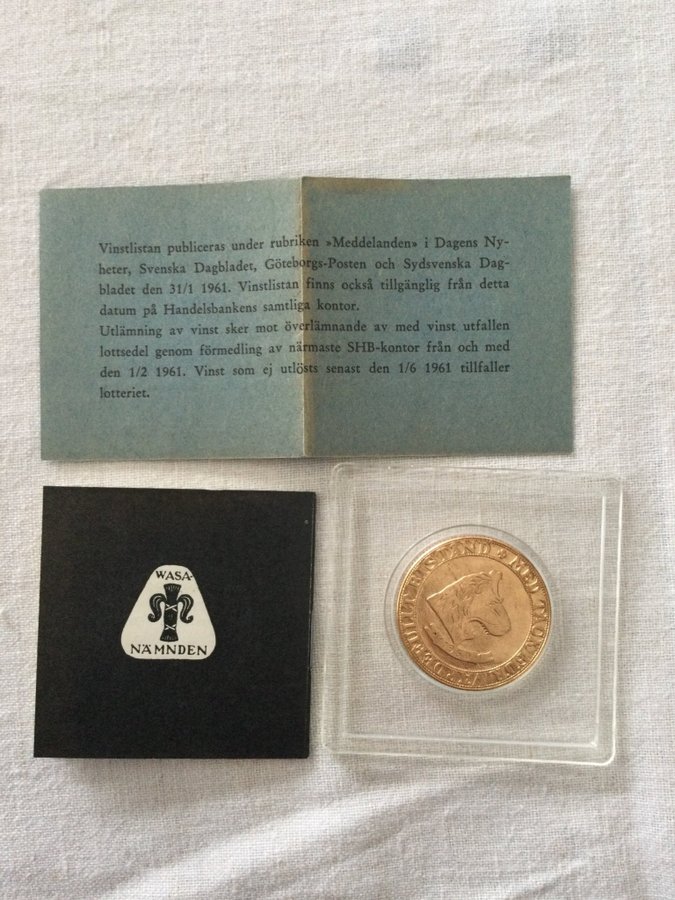 Vinstlistan publiceras under rubriken »Meddelanden» i Dagens Ny-
heter, Svenska Dagbladet, Göteborgs-Posten och Sydsvenska Dag-
bladet den 31/1 1961. Vinstlistan finns också tillgänglig från detta
datum på Handelsbankens samtliga kontor.
Utlämning av vinst sker mot överlämnande av med vinst utfallen
lottsedel genom förmedling av närmaste SHB-kontor från och med
den 1/2 1961. Vinst som ej utlösts senast den 1/6 1961 tillfaller
lotteriet.
WASA-
NÄMNDEN
BISTAND MED